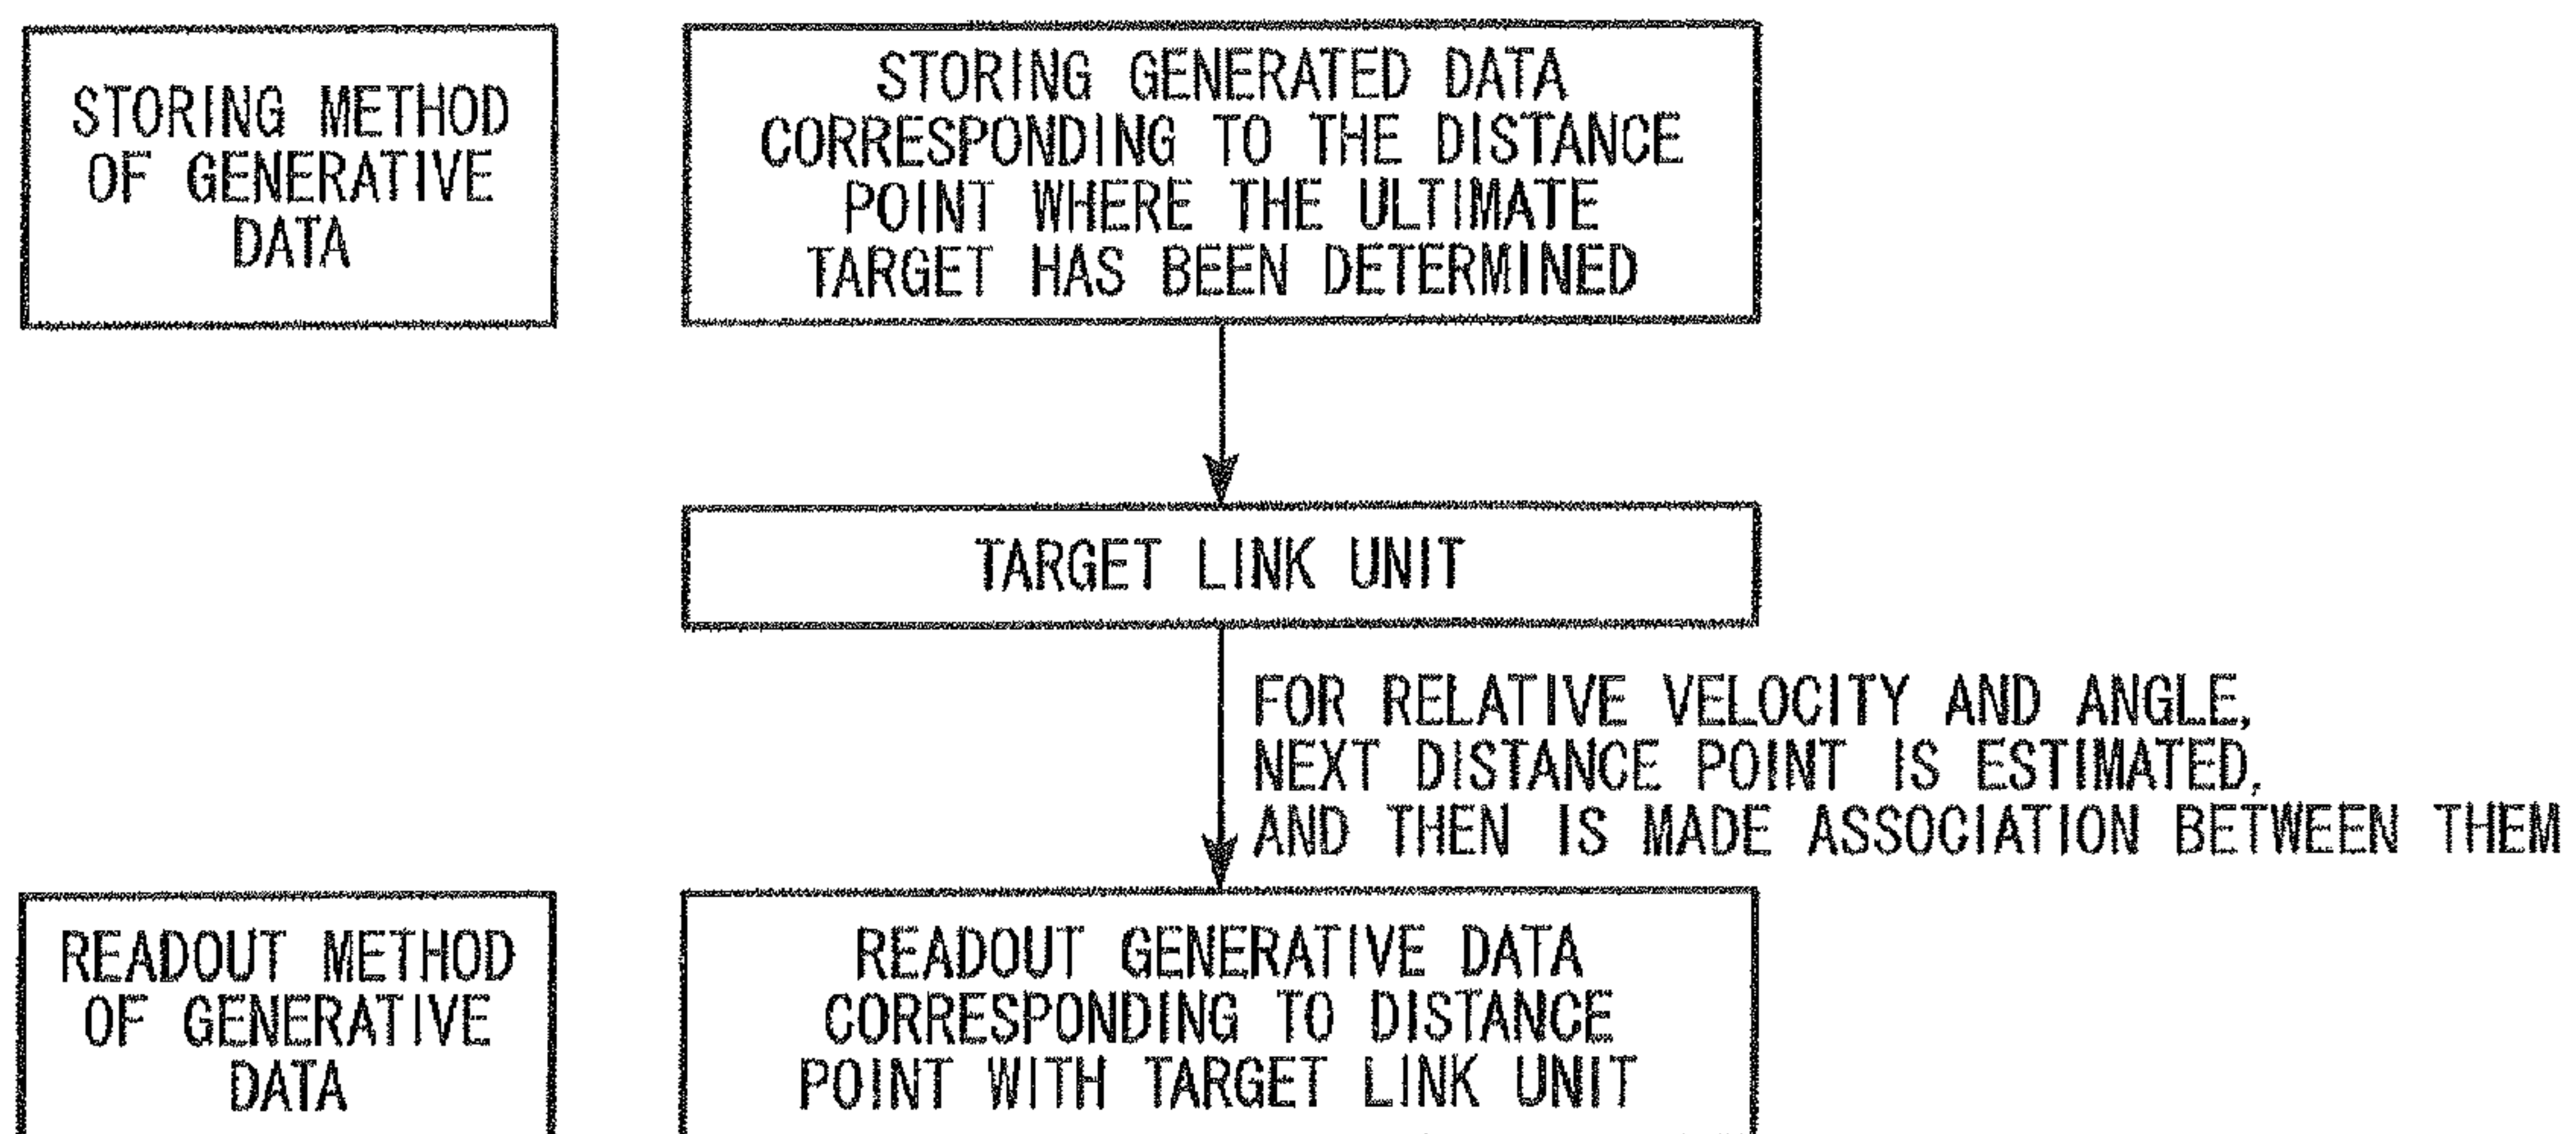 STORING METHOD
OF GENERATIVE
DATA
STORING GENERATED DATA
CORRESPONDING TO THE DISTANCE
POINT WHERE THE ULTIMATE
TARGET HAS BEEN DETERMINED
TARGET LINK UNIT
FOR RELATIVE VELOCITY AND ANGLE,
NEXT DISTANCE POINT IS ESTIMATED,
AND THEN IS MADE ASSOCIATION BETWEEN THEM
READOUT METHOD
OF GENERATIVE
DATA
READOUT GENERATIVE DATA
CORRESPONDING TO DISTANCE
POINT WITH TARGET LINK UNIT